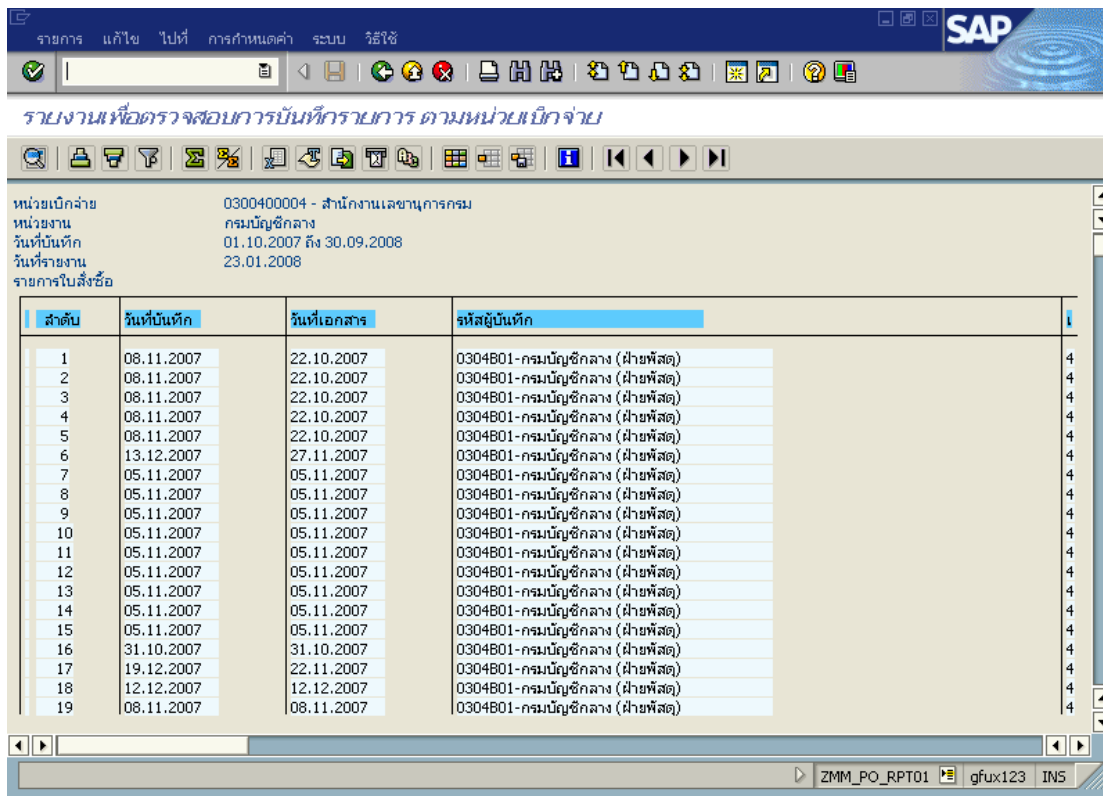 รายการ แก้ไข ไปที่ การกำหนดค่า ระบบ วิธีใช้
SAP
รายงานเพื่อตรวจสอบการบันทึกรายการ ตามหน่วยเบิกจ่าย
หน่วยเบิกจ่าย 0300400004 - สำนักงานเลขานุการกรม
หน่วยงาน กรมบัญชีกลาง
วันที่บันทึก 01.10.2007 ถึง 30.09.2008
วันที่รายงาน 23.01.2008
รายการใบสั่งซื้อ
ลำดับ วันที่บันทึก วันที่เอกสาร รหัสผู้บันทึก
1 08.11.2007 22.10.2007 0304B01-กรมบัญชีกลาง (ฝ่ายพัสดุ) 4
2 08.11.2007 22.10.2007 0304B01-กรมบัญชีกลาง (ฝ่ายพัสดุ) 4
3 08.11.2007 22.10.2007 0304B01-กรมบัญชีกลาง (ฝ่ายพัสดุ) 4
4 08.11.2007 22.10.2007 0304B01-กรมบัญชีกลาง (ฝ่ายพัสดุ) 4
5 08.11.2007 22.10.2007 0304B01-กรมบัญชีกลาง (ฝ่ายพัสดุ) 4
6 13.12.2007 27.11.2007 0304B01-กรมบัญชีกลาง (ฝ่ายพัสดุ) 4
7 05.11.2007 05.11.2007 0304B01-กรมบัญชีกลาง (ฝ่ายพัสดุ) 4
8 05.11.2007 05.11.2007 0304B01-กรมบัญชีกลาง (ฝ่ายพัสดุ) 4
9 05.11.2007 05.11.2007 0304B01-กรมบัญชีกลาง (ฝ่ายพัสดุ) 4
10 05.11.2007 05.11.2007 0304B01-กรมบัญชีกลาง (ฝ่ายพัสดุ) 4
11 05.11.2007 05.11.2007 0304B01-กรมบัญชีกลาง (ฝ่ายพัสดุ) 4
12 05.11.2007 05.11.2007 0304B01-กรมบัญชีกลาง (ฝ่ายพัสดุ) 4
13 05.11.2007 05.11.2007 0304B01-กรมบัญชีกลาง (ฝ่ายพัสดุ) 4
14 05.11.2007 05.11.2007 0304B01-กรมบัญชีกลาง (ฝ่ายพัสดุ) 4
15 05.11.2007 05.11.2007 0304B01-กรมบัญชีกลาง (ฝ่ายพัสดุ) 4
16 31.10.2007 31.10.2007 0304B01-กรมบัญชีกลาง (ฝ่ายพัสดุ) 4
17 19.12.2007 22.11.2007 0304B01-กรมบัญชีกลาง (ฝ่ายพัสดุ) 4
18 12.12.2007 12.12.2007 0304B01-กรมบัญชีกลาง (ฝ่ายพัสดุ) 4
19 08.11.2007 08.11.2007 0304B01-กรมบัญชีกลาง (ฝ่ายพัสดุ) 4
ZMM_PO_RPT01 gfux123 INS